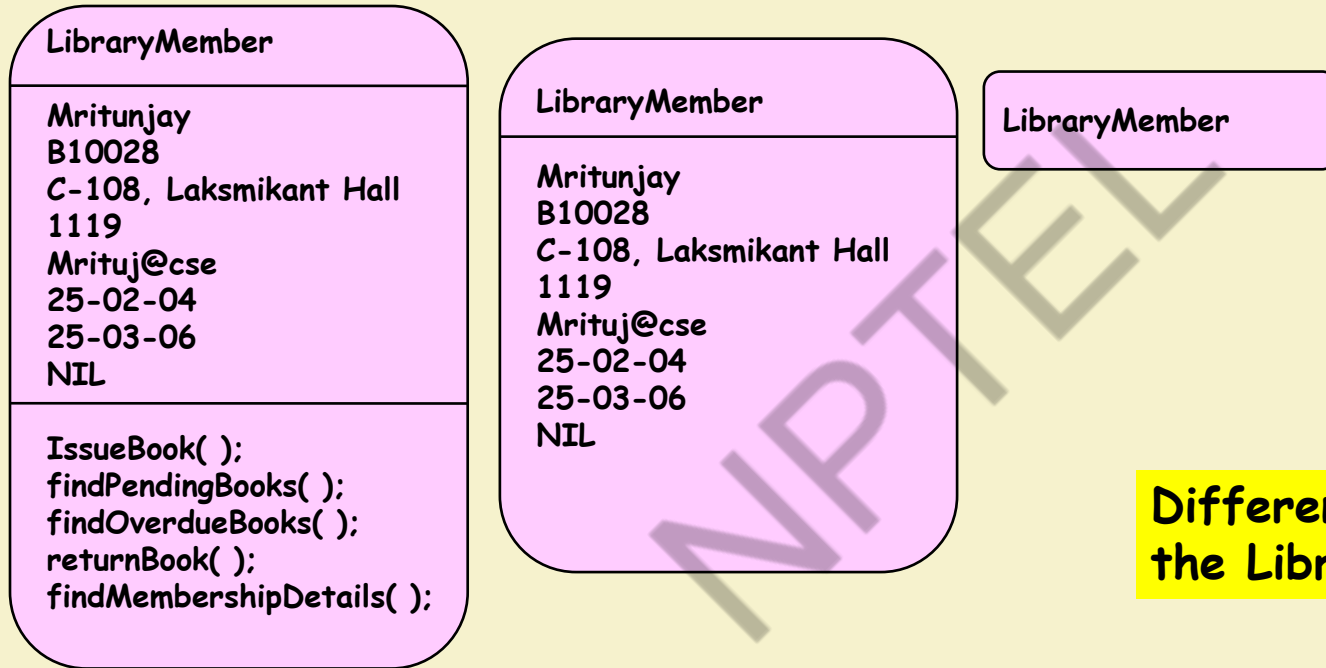 LibraryMember
Mritunjay
B10028
C-108, Laksmikant Hall
1119
Mrituj@cse
25-02-04
25-03-06
NIL
IssueBook( );
findPendingBooks( );
findOverdueBooks( );
returnBook( );
findMembershipDetails( );
LibraryMember
Mritunjay
B10028
C-108, Laksmikant Hall
1119
Mrituj@cse
25-02-04
25-03-06
NIL
LibraryMember
the
NPTEL